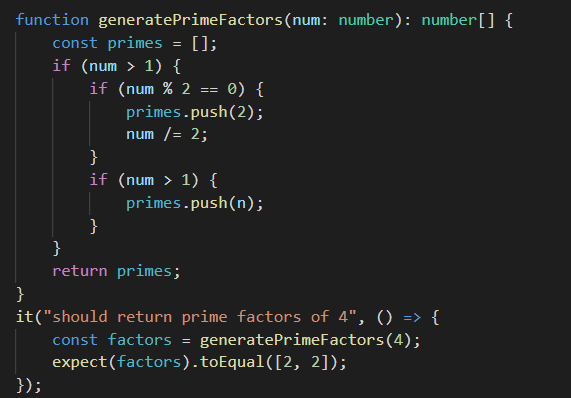 function generatePrimeFactors(num: number): number[] {
    const primes = [];
    if (num > 1) {
        if (num % 2 == 0) {
            primes.push(2);
            num /= 2;
        }
        if (num > 1) {
            primes.push(n);
        }
    }
    return primes;
}
it("should return prime factors of 4", () => {
    const factors = generatePrimeFactors(4);
    expect(factors).toEqual([2, 2]);
});